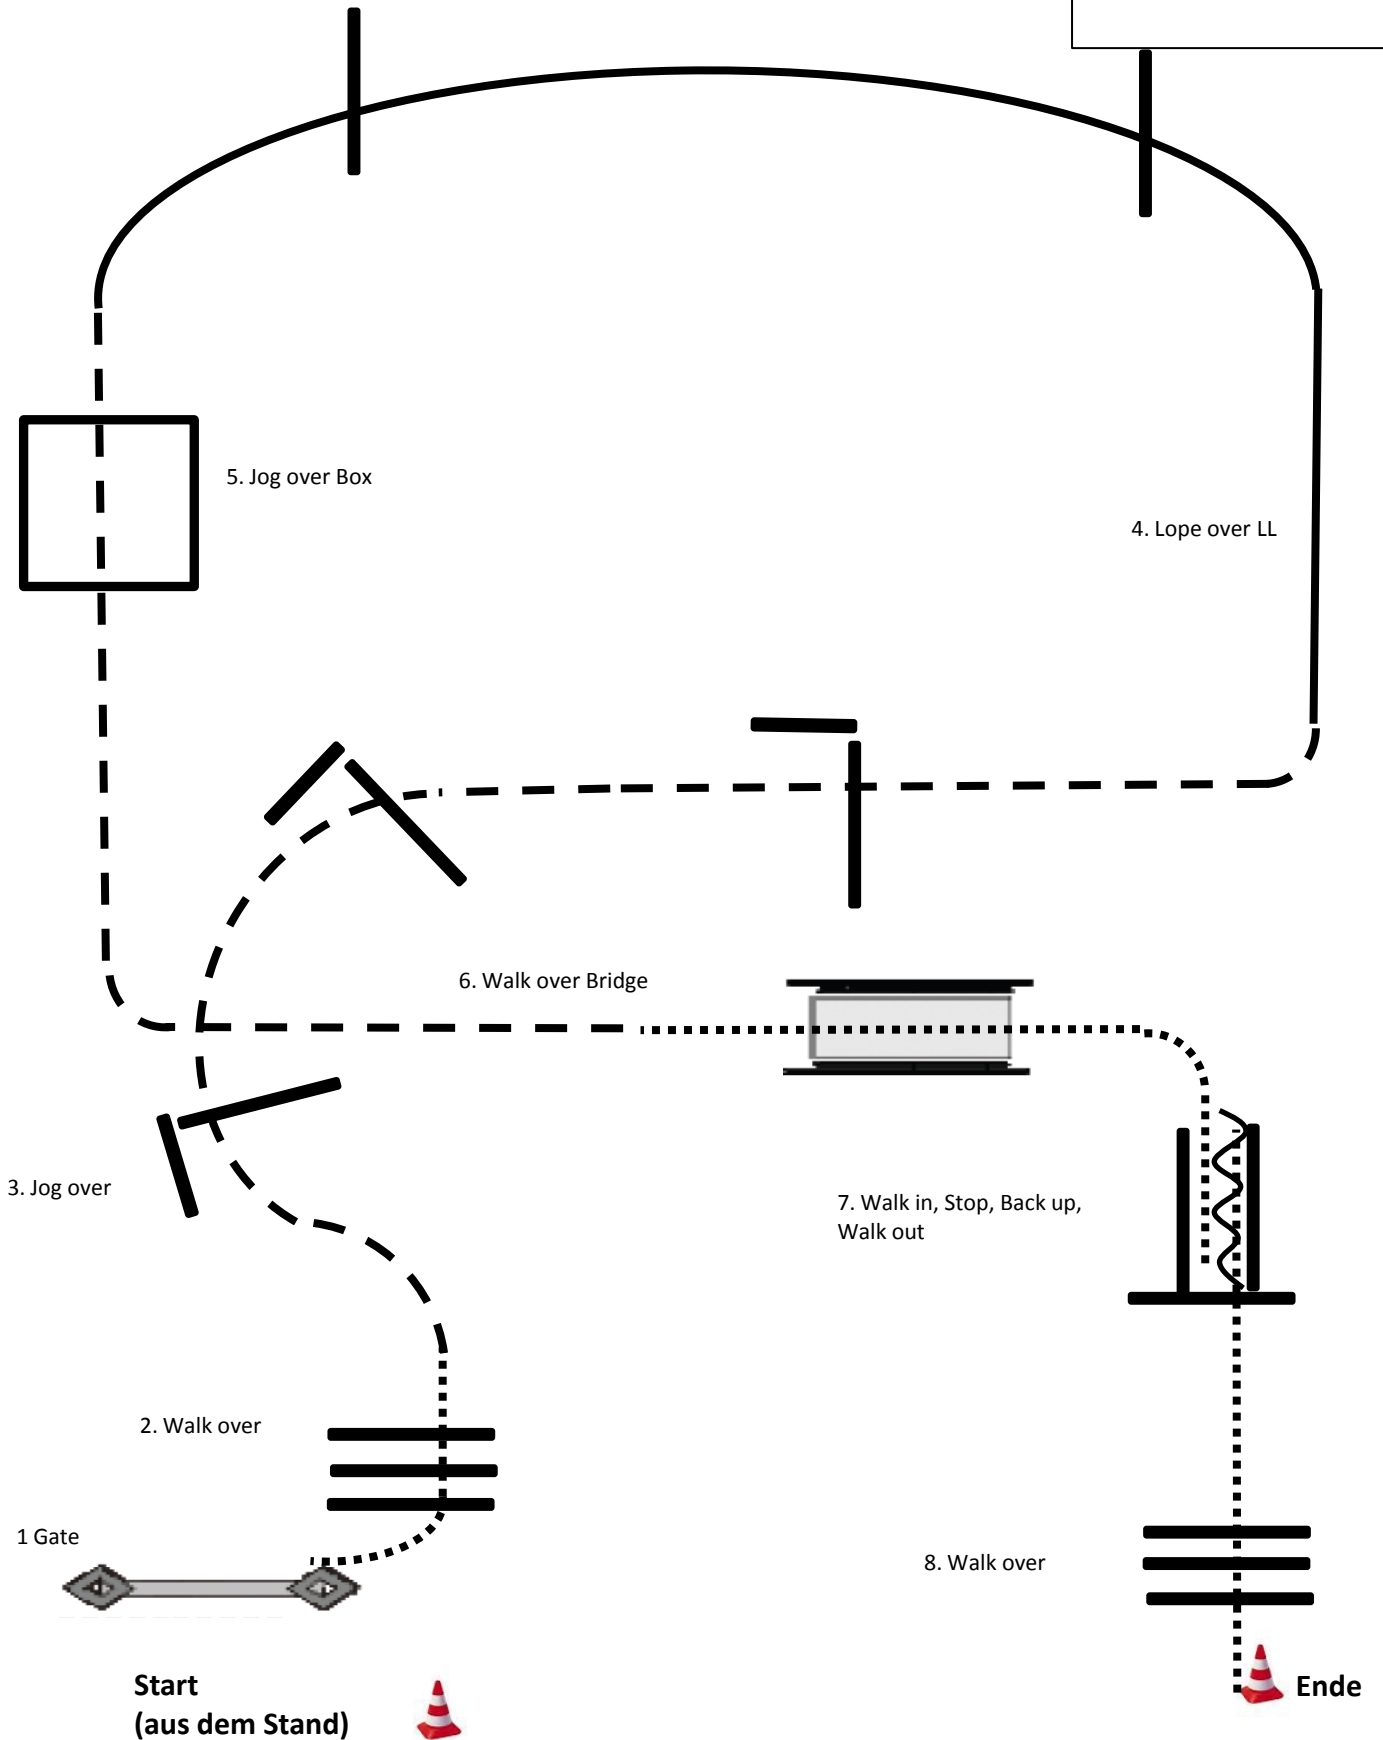 5. Jog over Box
4. Lope over LL
6. Walk over Bridge
3. Jog over
7. Walk in, Stop, Back up,
Walk out
2. Walk over
1 Gate
8. Walk over
Start
(aus dem Stand)
Ende